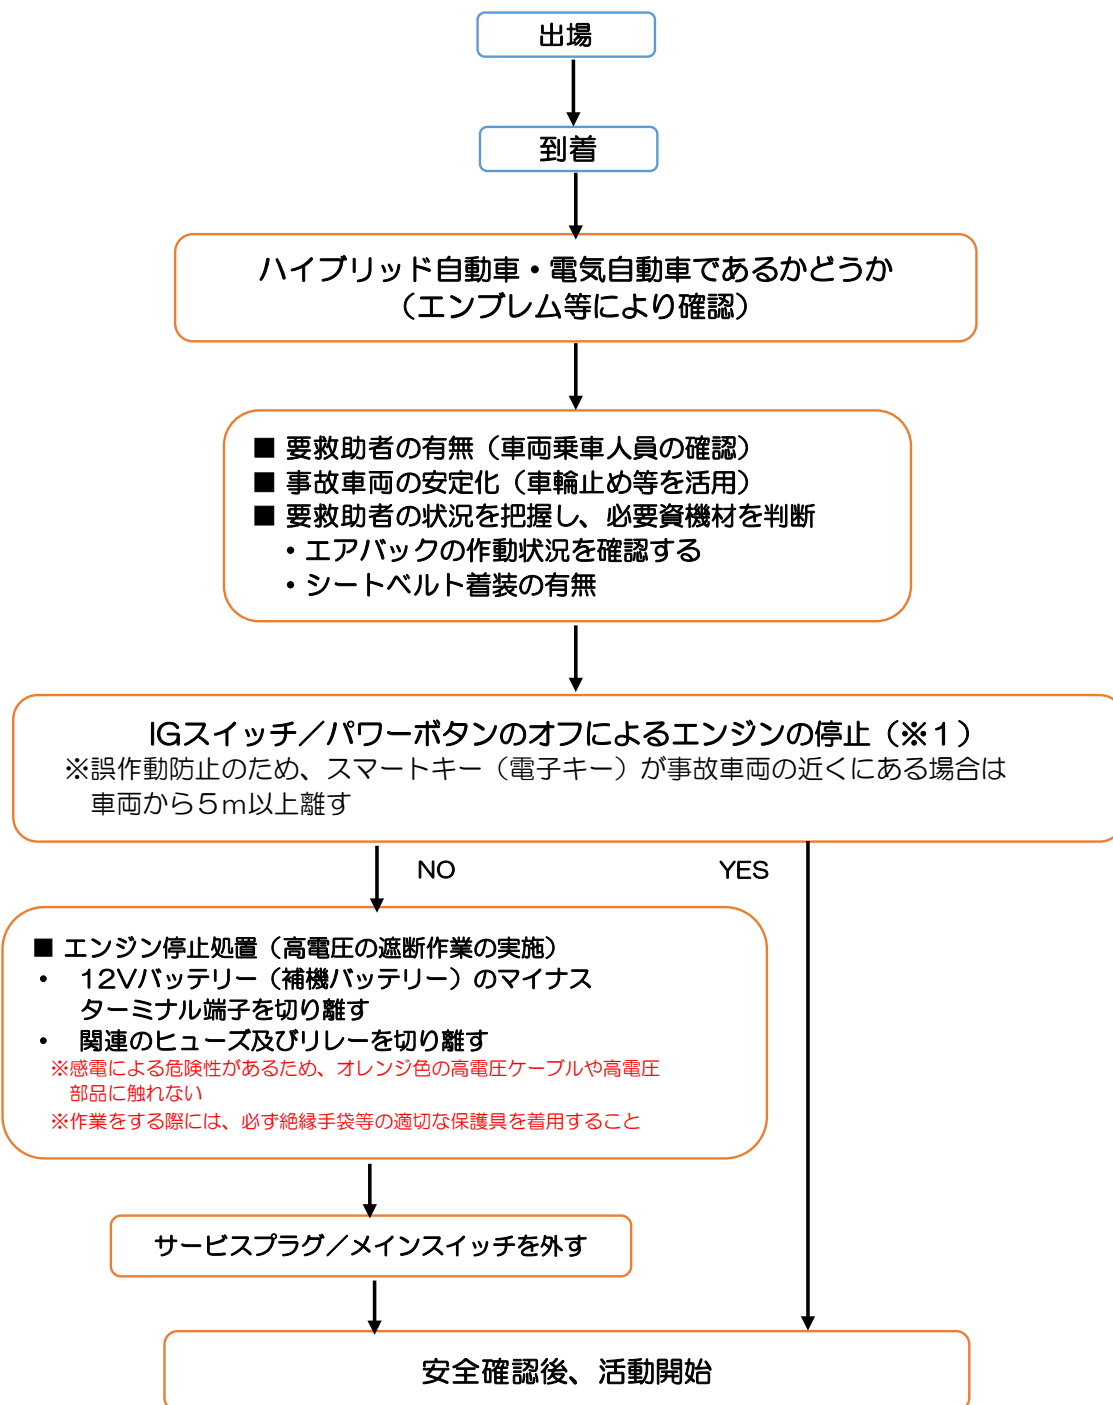 出場
到着
ハイブリッド自動車・電気自動車であるかどうか
（エンブレム等により確認）
■ 要救助者の有無（車両乗車人員の確認）
■ 事故車両の安定化（車輪止め等を活用）
■ 要救助者の状況を把握し、必要資機材を判断
・エアバックの作動状況を確認する
・シートベルト着装の有無
IGスイッチ／パワーボタンのオフによるエンジンの停止（※１）
※誤作動防止のため、スマートキー（電子キー）が事故車両の近くにある場合は
車両から５ｍ以上離す
NO
YES
■ エンジン停止処置（高電圧の遮断作業の実施）
・ 12Vバッテリー（補機バッテリー）のマイナス
ターミナル端子を切り離す
・ 関連のヒューズ及びリレーを切り離す
※感電による危険性があるため、オレンジ色の高電圧ケーブルや高電圧
部品に触れない
※作業をする際には、必ず絶縁手袋等の適切な保護具を着用すること
サービスプラグ／メインスイッチを外す
安全確認後、活動開始